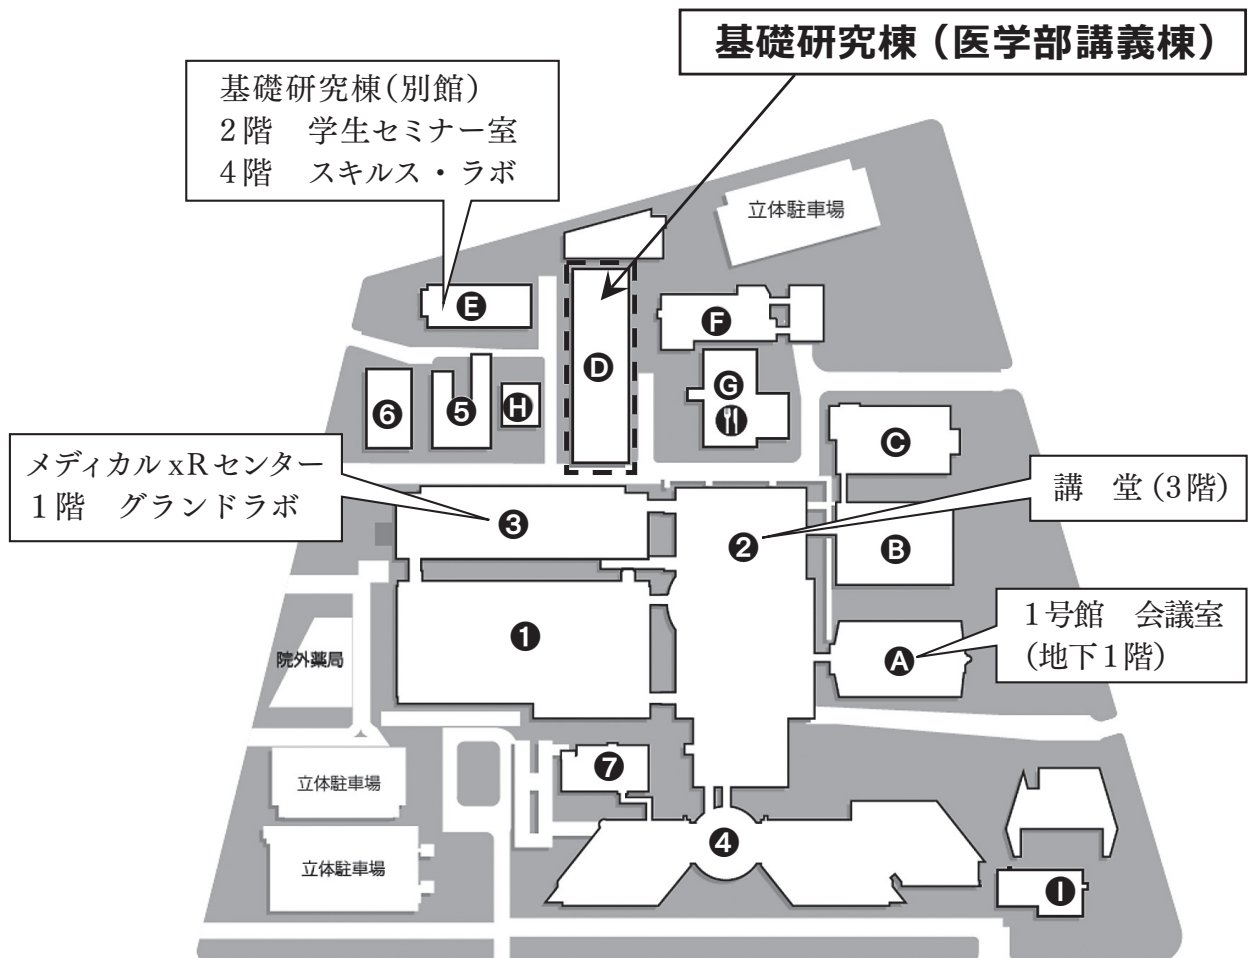 基礎研究棟（医学部講義棟）
基礎研究棟（別館）
2階　学生セミナー室
4階　スキルス・ラボ
立体駐車場
E
F
D
G
6
5
H
C
メディカルxRセンター
1階　グランドラボ
講　堂（3階）
3
2
B
1号館　会議室
（地下1階）
1
A
院外薬局
7
立体駐車場
4
立体駐車場
I